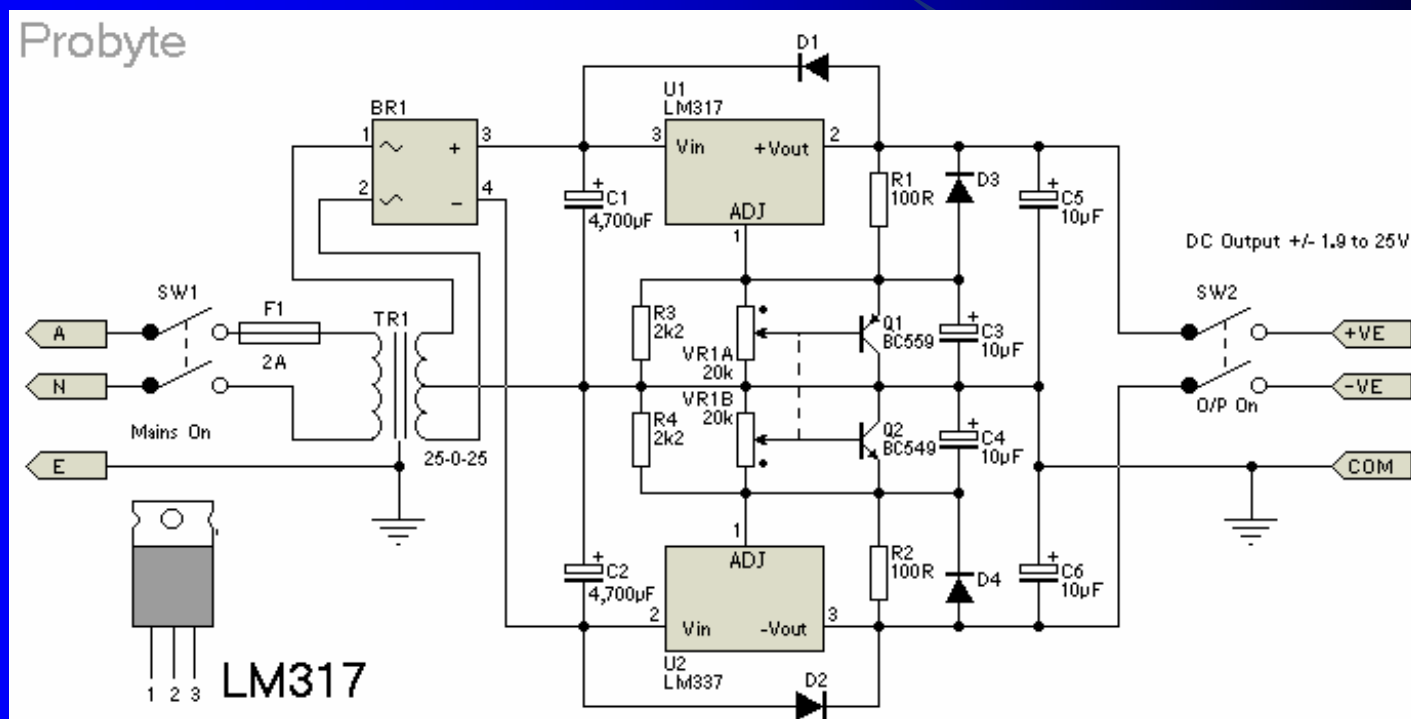 Probyte
D1
U1
LM317
BR1
1
3
3
2
Vin
+Vout
+
2
4
-
+
C1
4,700µF
ADJ
1
R1
100R
D3
+
C5
10µF
DC Output +/- 1.9 to 25V
SW1
F1
TR1
R3
2k2
VR1A
20k
Q1
BC559
+
C3
10µF
SW2
A
2A
+VE
N
-VE
Mains On
R4
2k2
VR1B
20k
Q2
BC549
+
C4
10µF
O/P On
E
25-0-25
COM
1
ADJ
+
C2
4,700µF
R2
100R
D4
+
C6
10µF
2
3
Vin
-Vout
U2
LM337
D2
1 2 3
LM317